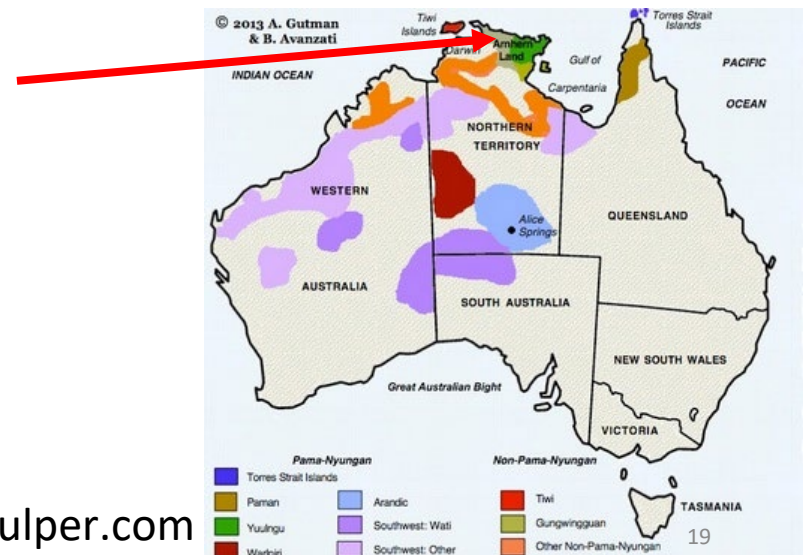 © 2013 A. Gutman
& B. Avanzati
Tiwi
Islands
Torres Strait
Islands
Darwin
Arnhem
Land
Gulf of
Carpentaria
PACIFIC
OCEAN
INDIAN OCEAN
NORTHERN
TERRITORY
WESTERN
AUSTRALIA
Alice
Springs
QUEENSLAND
SOUTH AUSTRALIA
NEW SOUTH WALES
Great Australian Bight
VICTORIA
TASMANIA
Pama-Nyungan
Non-Pama-Nyungan
Torres Strait Islands
Paman
Arandic
Tiwi
Yuulngu
Southwest: Wati
Gungwingguan
Warlpiri
Southwest: Other
Other Non-Pama-Nyungan
ulper.com
19